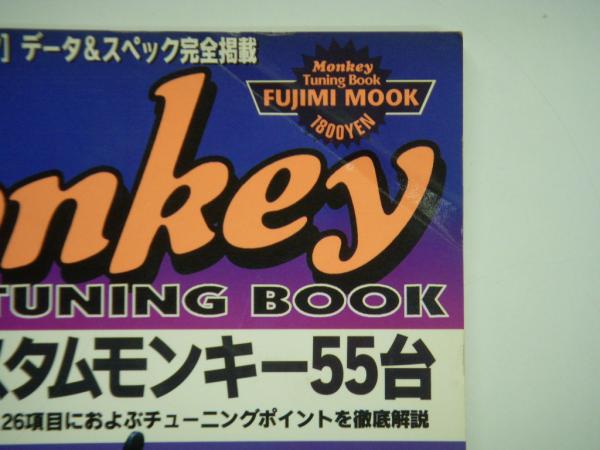 ] データ&スペック完全掲載
Monkey
Tuning Book
FUJIMI MOOK
1800YEN
onkey
TUNING BOOK
スタムモンキー55台
26項目におよぶチューニングポイントを徹底解説